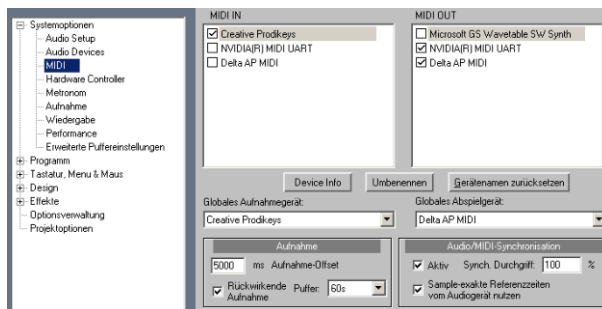 Systemoptionen
Audio Setup
Audio Devices
MIDI
Hardware Controller
Metronom
Aufnahme
Wiedergabe
Performance
Erweiterte Puffereinstellungen
Programm
Tastatur, Menu & Maus
Design
Effekte
Optionsverwaltung
Projektoptionen
MIDI IN
Creative Prodikeys
NVIDIA(R) MIDI UART
Delta AP MIDI
MIDI OUT
Microsoft GS Wavetable SW Synth
NVIDIA(R) MIDI UART
Delta AP MIDI
Device Info Umbenennen Gerätenamen zurücksetzen
Globales Aufnahmegerät:
Creative Prodikeys
Globales Abspielgerät:
Delta AP MIDI
Aufnahme
5000 ms Aufnahme-Offset
Rückwirkende Aufnahme Puffer: 60s
Audio/MIDI-Synchronisation
Aktiv Synch. Durchgriff: 100 %
Sample-exakte Referenzzeiten
vom Audiogerät nutzen